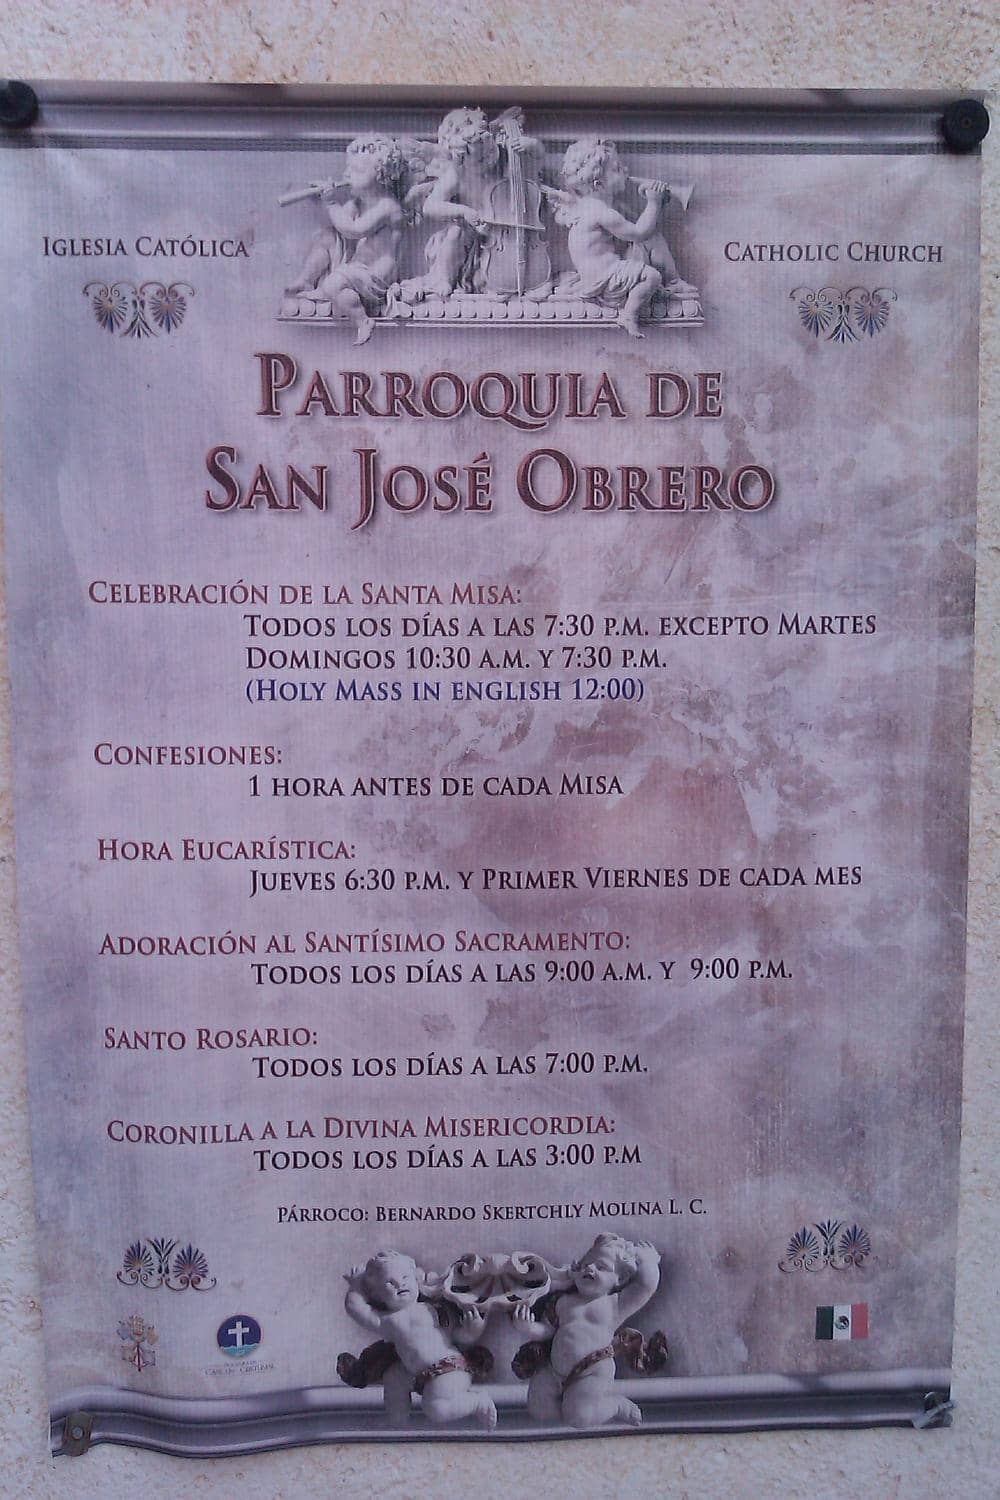 Iglesia Católica
Catholic Church
Parroquia de
San José Obrero
Celebración de la Santa Misa:
Todos los días a las 7:30 p.m. excepto Martes
Domingos 10:30 a.m. y 7:30 p.m.
(Holy Mass in english 12:00)
Confesiones:
1 hora antes de cada Misa
Hora Eucarística:
Jueves 6:30 p.m. y Primer Viernes de cada mes
Adoración al Santísimo Sacramento:
Todos los días a las 9:00 a.m. y 9:00 p.m.
Santo Rosario:
Todos los días a las 7:00 p.m.
Coronilla a la Divina Misericordia:
Todos los días a las 3:00 p.m
Párroco: Bernardo Skertchly Molina L. C.